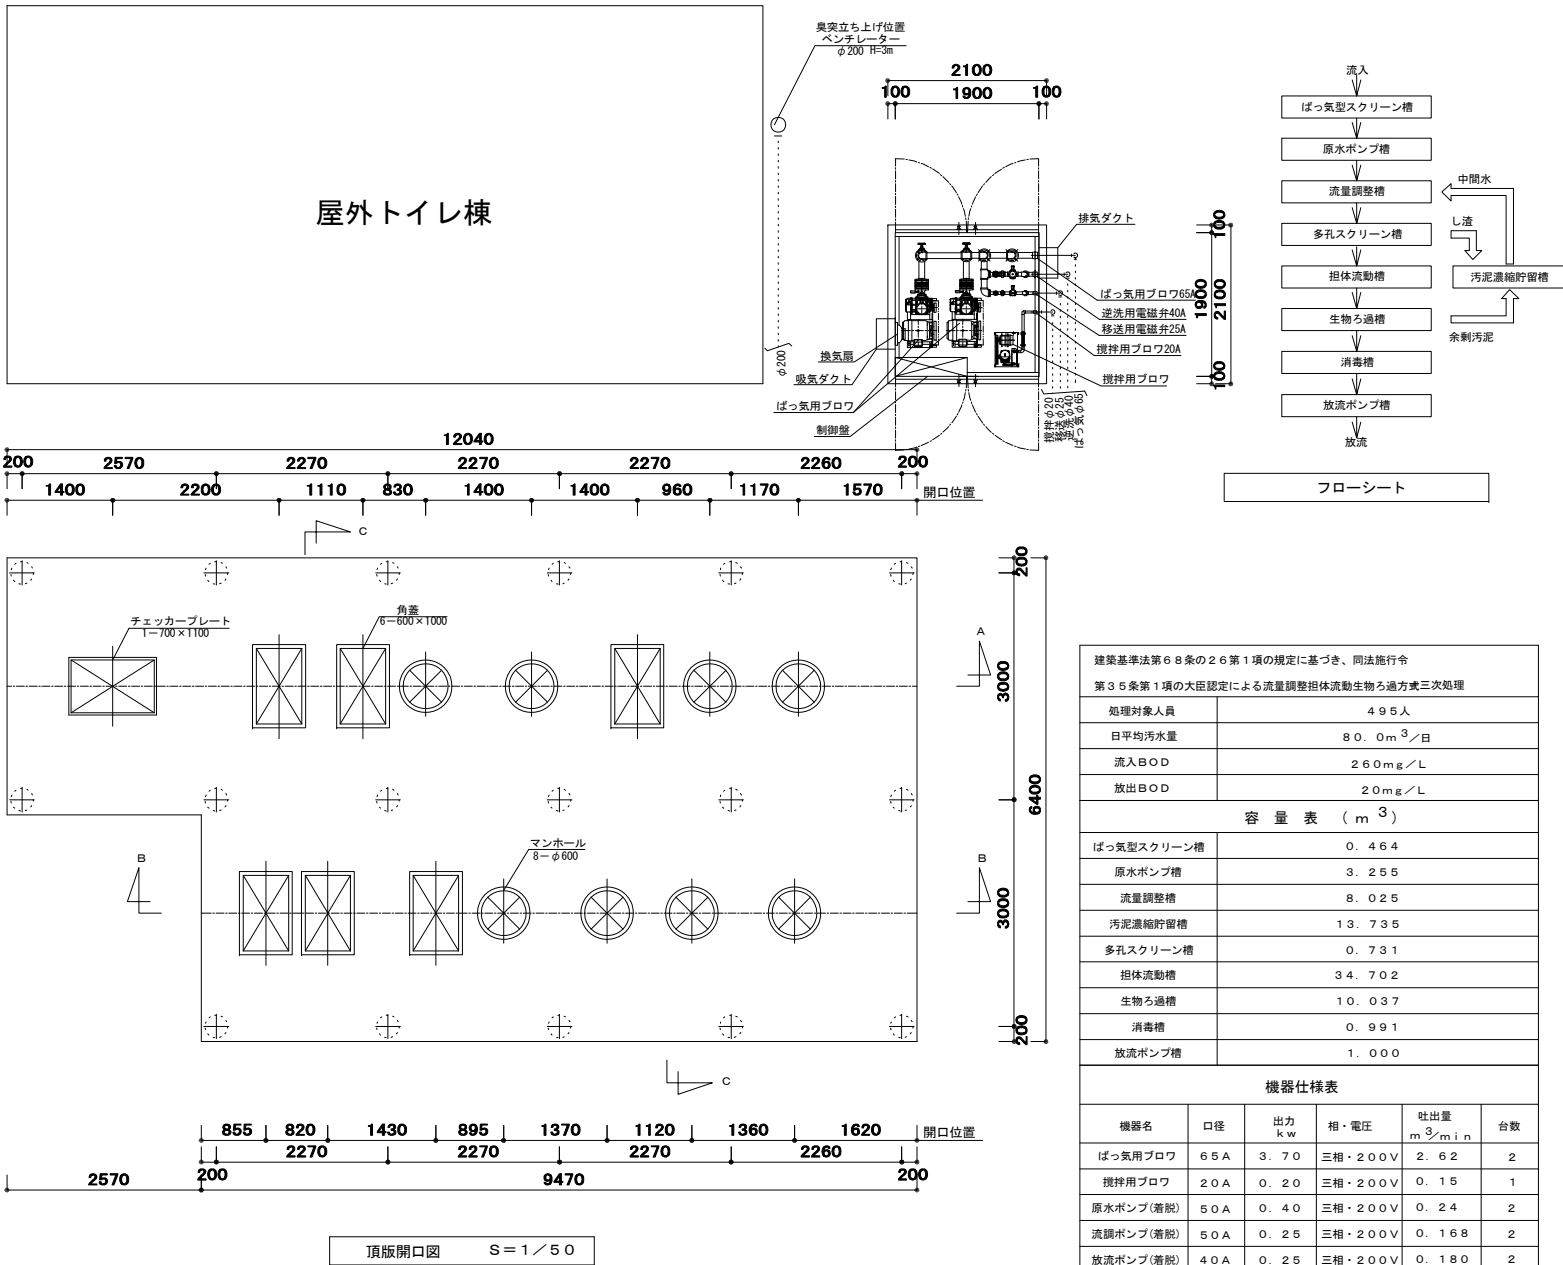 屋外トイレ棟
臭突立ち上げ位置
ベンチレーター
φ200 H=3m
φ200
2100
100 1900 100
排気ダクト
ばっ気用ブロワ65A
逆洗用電磁弁40A
移送用電磁弁25A
撹拌用ブロワ20A
撹拌用ブロワ
換気扇
吸気ダクト
ばっ気用ブロワ
制御盤
撹拌φ20
移送φ25
逆洗φ40
ばっ気φ65
100
1900
2100
100
流入
ばっ気型スクリーン槽
原水ポンプ槽
流量調整槽
多孔スクリーン槽
担体流動槽
生物ろ過槽
消毒槽
放流ポンプ槽
放流
中間水
し渣
汚泥濃縮貯留槽
余剰汚泥
フローシート
12040
200 2570 2270 2270 2270 2260 200
1400 2200 1110 830 1400 1400 960 1170 1570 開口位置
C
チェッカープレート
1−700×1100
角蓋
6−600×1000
A
200
3000
6400
3000
200
B
マンホール
8−φ600
B
C
855 820 1430 895 1370 1120 1360 1620 開口位置
2270 2270 2270 2260
2570 200 9470 200
頂版開口図 S=1/50
建築基準法第68条の26第1項の規定に基づき、同法施行令
第35条第1項の大臣認定による流量調整担体流動生物ろ過方式三次処理
処理対象人員 495人
日平均汚水量 80.0m3/日
流入BOD 260mg/L
放出BOD 20mg/L
容量表 (m3)
ばっ気型スクリーン槽 0.464
原水ポンプ槽 3.255
流量調整槽 8.025
汚泥濃縮貯留槽 13.735
多孔スクリーン槽 0.731
担体流動槽 34.702
生物ろ過槽 10.037
消毒槽 0.991
放流ポンプ槽 1.000
機器仕様表
機器名 口径 出力kw 相・電圧 吐出量m3/min 台数
ばっ気用ブロワ 65A 3.70 三相・200V 2.62 2
撹拌用ブロワ 20A 0.20 三相・200V 0.15 1
原水ポンプ(着脱) 50A 0.40 三相・200V 0.24 2
流調ポンプ(着脱) 50A 0.25 三相・200V 0.168 2
放流ポンプ(着脱) 40A 0.25 三相・200V 0.180 2